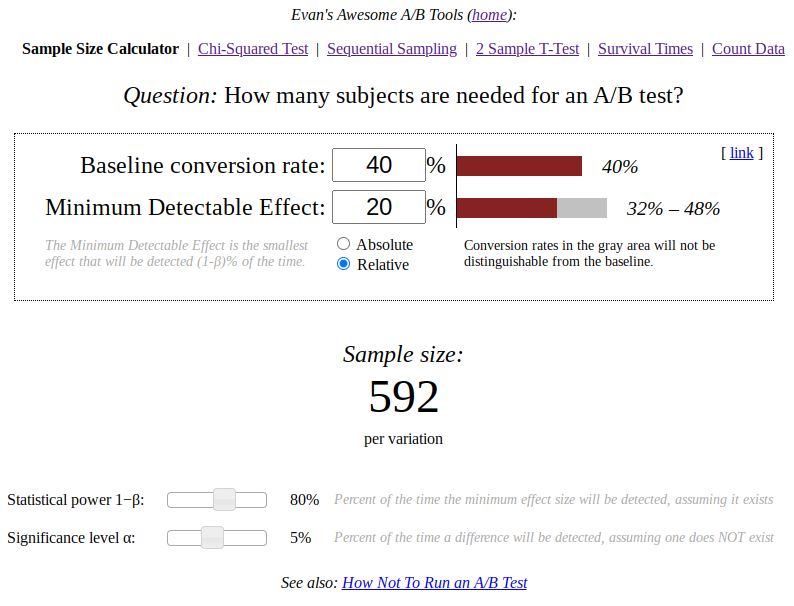 Evan's Awesome A/B Tools (home):
Sample Size Calculator | Chi-Squared Test | Sequential Sampling | 2 Sample T-Test | Survival Times | Count Data
Question: How many subjects are needed for an A/B test?
[ link ]
Baseline conversion rate: 40 % 40%
Minimum Detectable Effect: 20 % 32% – 48%
The Minimum Detectable Effect is the smallest
effect that will be detected (1-β)% of the time.
Absolute
Relative
Conversion rates in the gray area will not be
distinguishable from the baseline.
Sample size:
592
per variation
Statistical power 1−β: 80% Percent of the time the minimum effect size will be detected, assuming it exists
Significance level α: 5% Percent of the time a difference will be detected, assuming one does NOT exist
See also: How Not To Run an A/B Test